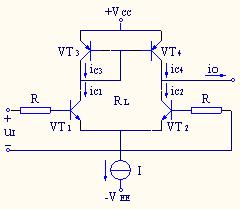 +VCC
VT3
VT4
iC3
iC4
iO
iC1
RL
iC2
R
R
+
uI
VT1
VT2
-
I
-VEE